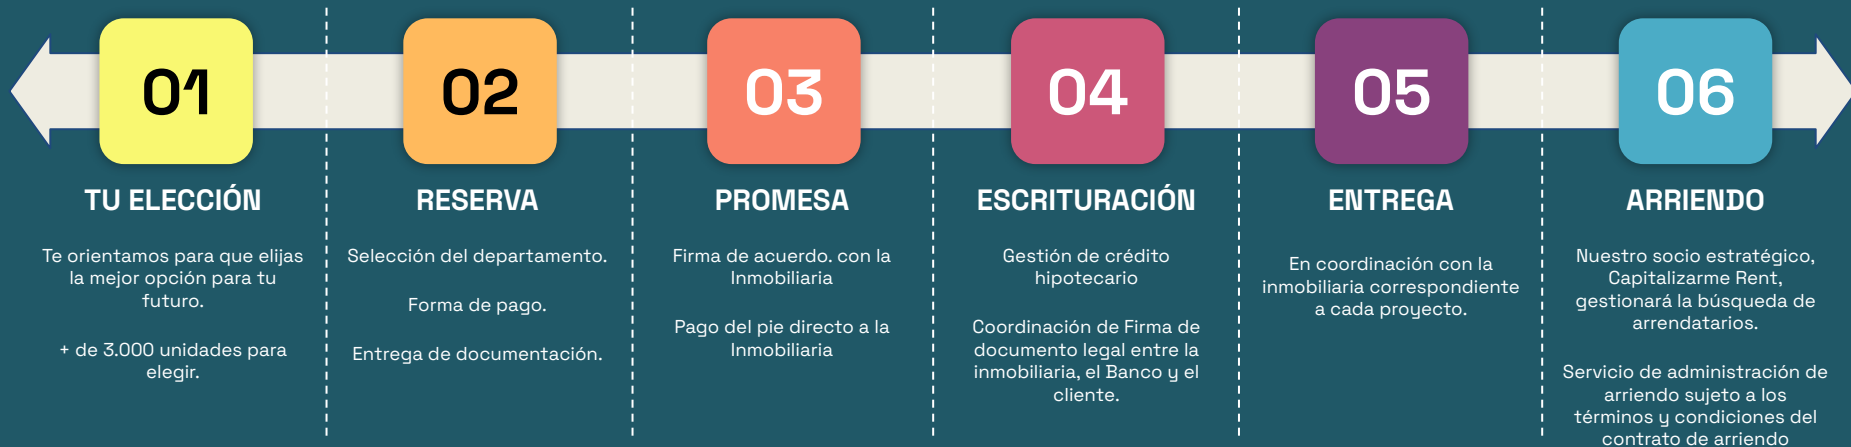 01
TU ELECCIÓN
Te orientamos para que elijas
la mejor opción para tu
futuro.
+ de 3.000 unidades para
elegir.
02
RESERVA
Selección del departamento.
Forma de pago.
Entrega de documentación.
03
PROMESA
Firma de acuerdo. con la
Inmobiliaria
Pago del pie directo a la
Inmobiliaria
04
ESCRITURACIÓN
Gestión de crédito
hipotecario
Coordinación de Firma de
documento legal entre la
inmobiliaria, el Banco y el
cliente.
05
ENTREGA
En coordinación con la
inmobiliaria correspondiente
a cada proyecto.
06
ARRIENDO
Nuestro socio estratégico,
Capitalizarme Rent,
gestionará la búsqueda de
arrendatarios.
Servicio de administración de
arriendo sujeto a los
términos y condiciones del
contrato de arriendo